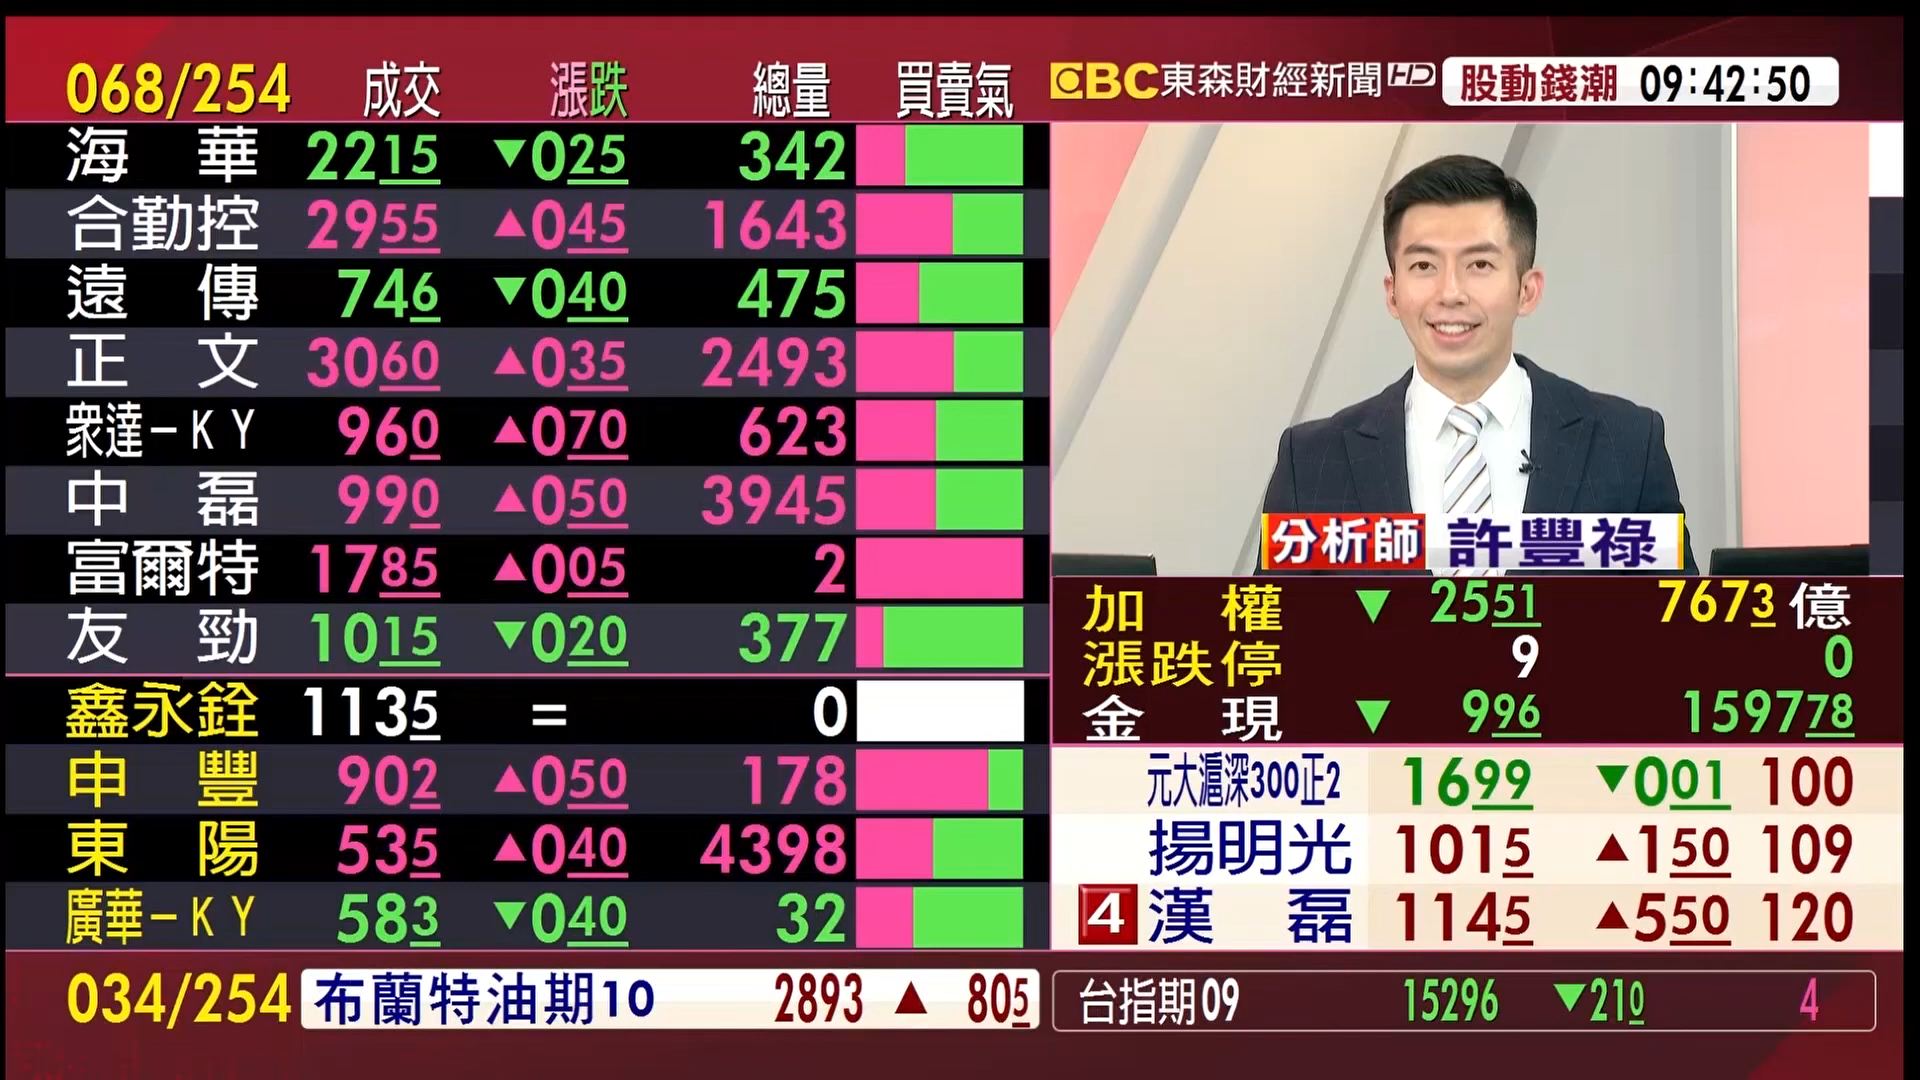 068/254 成交 漲跌 總量 買賣氣
海華 2215 ▼025 342
合勤控 2955 ▲045 1643
遠傳 746 ▼040 475
正文 3060 ▲035 2493
眾達-KY 960 ▲070 623
中磊 990 ▲050 3945
富爾特 1785 ▲005 2
友勁 1015 ▼020 377
鑫永銓 1135 = 0
申豐 902 ▲050 178
東陽 535 ▲040 4398
廣華-KY 583 ▼040 32
034/254 布蘭特油期10 2893 ▲ 805
EBC東森財經新聞HD 股動錢潮 09:42:50
分析師 許豐祿
加權 ▼ 2551 7673億
漲跌停 9 0
金現 ▼ 996 159778
元大滬深300正2 1699 ▼001 100
揚明光 1015 ▲150 109
4 漢磊 1145 ▲550 120
台指期09 15296 ▼210 4